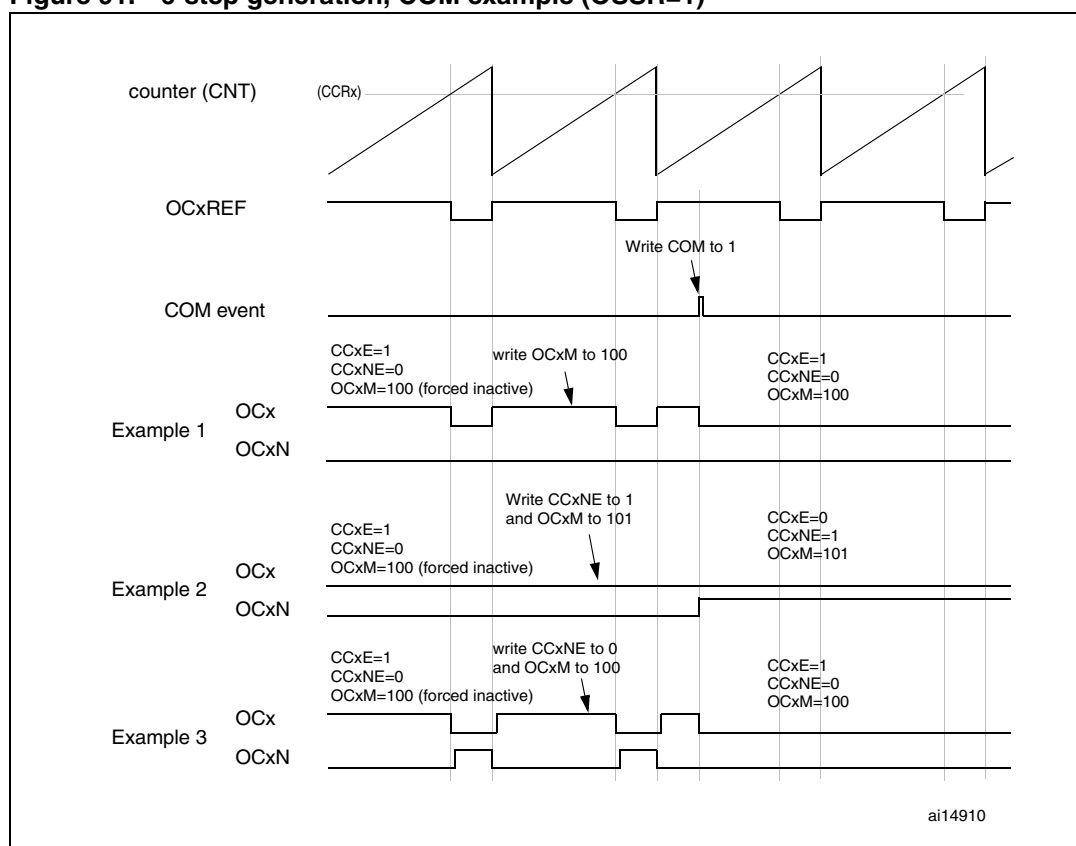 Figure 91. 6-step generation, COM example (OSSR=1)
counter (CNT)
(CCRx)
OCxREF
Write COM to 1
COM event
CCxE=1
CCxNE=0
OCxM=100 (forced inactive)
write OCxM to 100
CCxE=1
CCxNE=0
OCxM=100
Example 1
OCx
OCxN
Write CCxNE to 1
and OCxM to 101
CCxE=1
CCxNE=0
OCxM=100 (forced inactive)
CCxE=0
CCxNE=1
OCxM=101
Example 2
OCx
OCxN
write CCxNE to 0
and OCxM to 100
CCxE=1
CCxNE=0
OCxM=100 (forced inactive)
CCxE=1
CCxNE=0
OCxM=100
Example 3
OCx
OCxN
ai14910